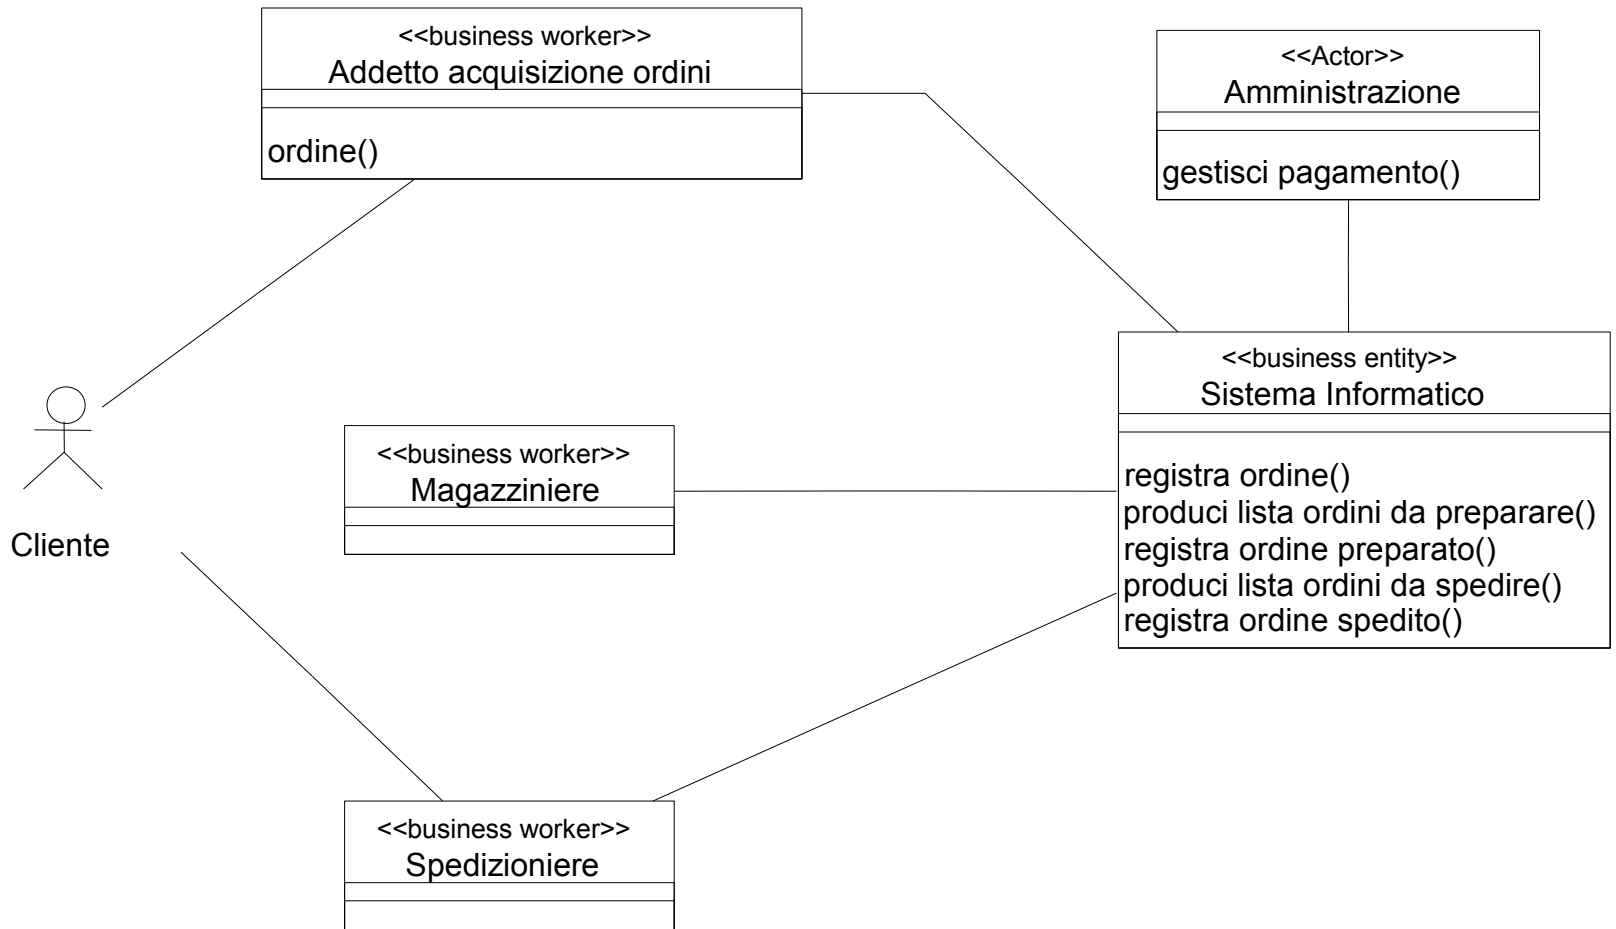 <<business worker>>
Addetto acquisizione ordini
ordine()
<<Actor>>
Amministrazione
gestisci pagamento()
<<business entity>>
Sistema Informatico
registra ordine()
produci lista ordini da preparare()
registra ordine preparato()
produci lista ordini da spedire()
registra ordine spedito()
<<business worker>>
Magazziniere
Cliente
<<business worker>>
Spedizioniere